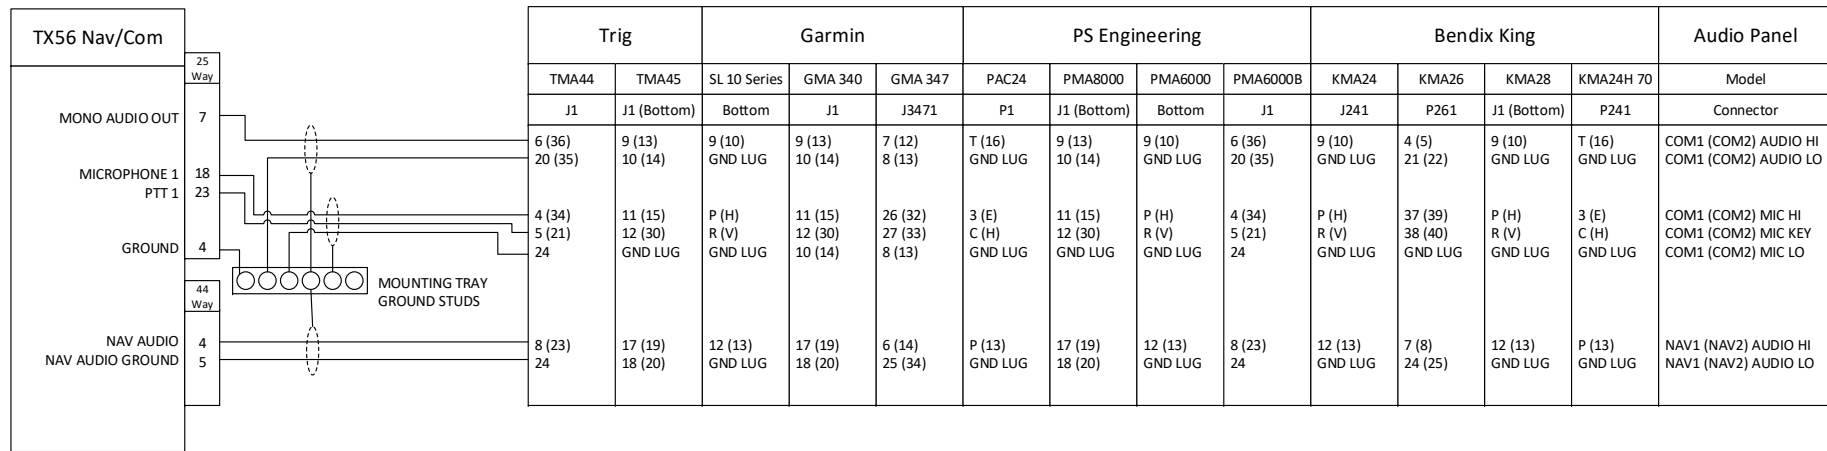 TX56 Nav/Com
25
Way
MONO AUDIO OUT 7
MICROPHONE 1 18
PTT 1 23
GROUND 4
MOUNTING TRAY
GROUND STUDS
44
Way
NAV AUDIO 4
NAV AUDIO GROUND 5
Trig Garmin PS Engineering Bendix King Audio Panel
TMA44 TMA45 SL 10 Series GMA 340 GMA 347 PAC24 PMA8000 PMA6000 PMA6000B KMA24 KMA26 KMA28 KMA24H 70 Model
J1 J1 (Bottom) Bottom J1 J3471 P1 J1 (Bottom) Bottom J1 J241 P261 J1 (Bottom) P241 Connector
6 (36) 9 (13) 9 (10) 9 (13) 7 (12) T (16) 9 (13) 9 (10) 6 (36) 9 (10) 4 (5) 9 (10) T (16) COM1 (COM2) AUDIO HI
20 (35) 10 (14) GND LUG 10 (14) 8 (13) GND LUG 10 (14) GND LUG 20 (35) GND LUG 21 (22) GND LUG GND LUG COM1 (COM2) AUDIO LO
4 (34) 11 (15) P (H) 11 (15) 26 (32) 3 (E) 11 (15) P (H) 4 (34) P (H) 37 (39) P (H) 3 (E) COM1 (COM2) MIC HI
5 (21) 12 (30) R (V) 12 (30) 27 (33) C (H) 12 (30) R (V) 5 (21) R (V) 38 (40) R (V) C (H) COM1 (COM2) MIC KEY
24 GND LUG GND LUG 10 (14) 8 (13) GND LUG GND LUG GND LUG 24 GND LUG GND LUG GND LUG GND LUG COM1 (COM2) MIC LO
8 (23) 17 (19) 12 (13) 17 (19) 6 (14) P (13) 17 (19) 12 (13) 8 (23) 12 (13) 7 (8) 12 (13) P (13) NAV1 (NAV2) AUDIO HI
24 18 (20) GND LUG 18 (20) 25 (34) GND LUG 18 (20) GND LUG 24 GND LUG 24 (25) GND LUG GND LUG NAV1 (NAV2) AUDIO LO